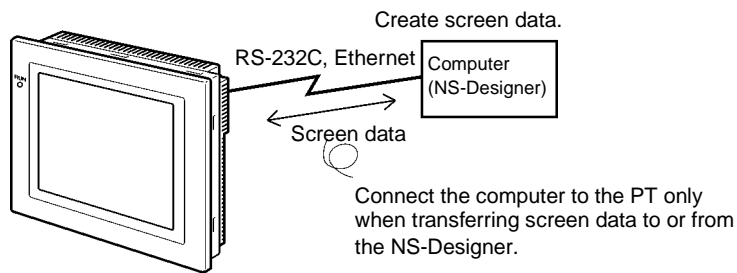 Create screen data.
RS-232C, Ethernet
Computer
(NS-Designer)
RUN
Screen data
Connect the computer to the PT only
when transferring screen data to or from
the NS-Designer.